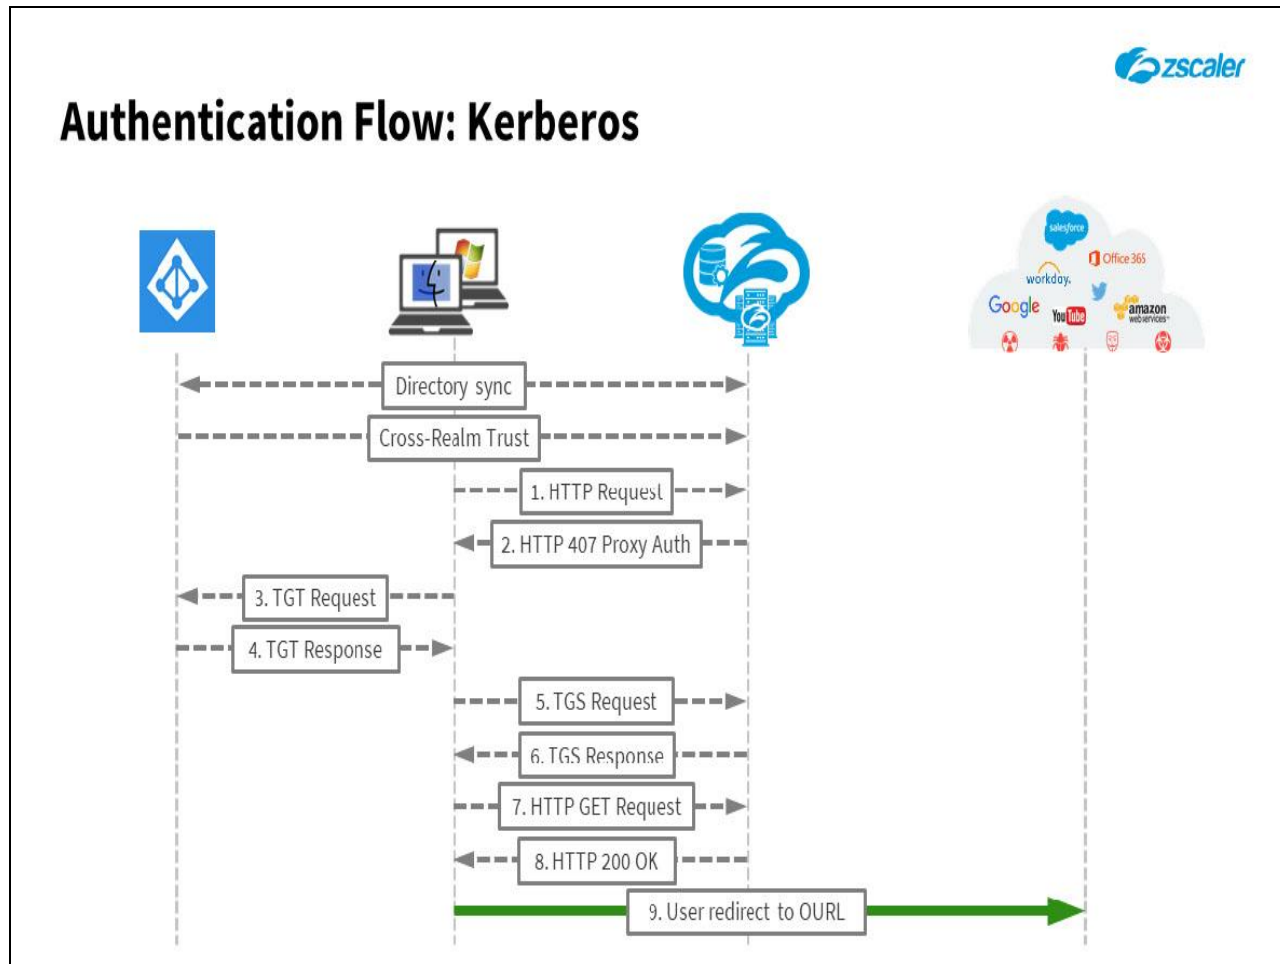 zscaler
Authentication Flow: Kerberos
salesforce
Office 365
workday.
Google
YouTube
amazon
webservices™
Directory sync
Cross-Realm Trust
1. HTTP Request
2. HTTP 407 Proxy Auth
3. TGT Request
4. TGT Response
5. TGS Request
6. TGS Response
7. HTTP GET Request
8. HTTP 200 OK
9. User redirect to OURL